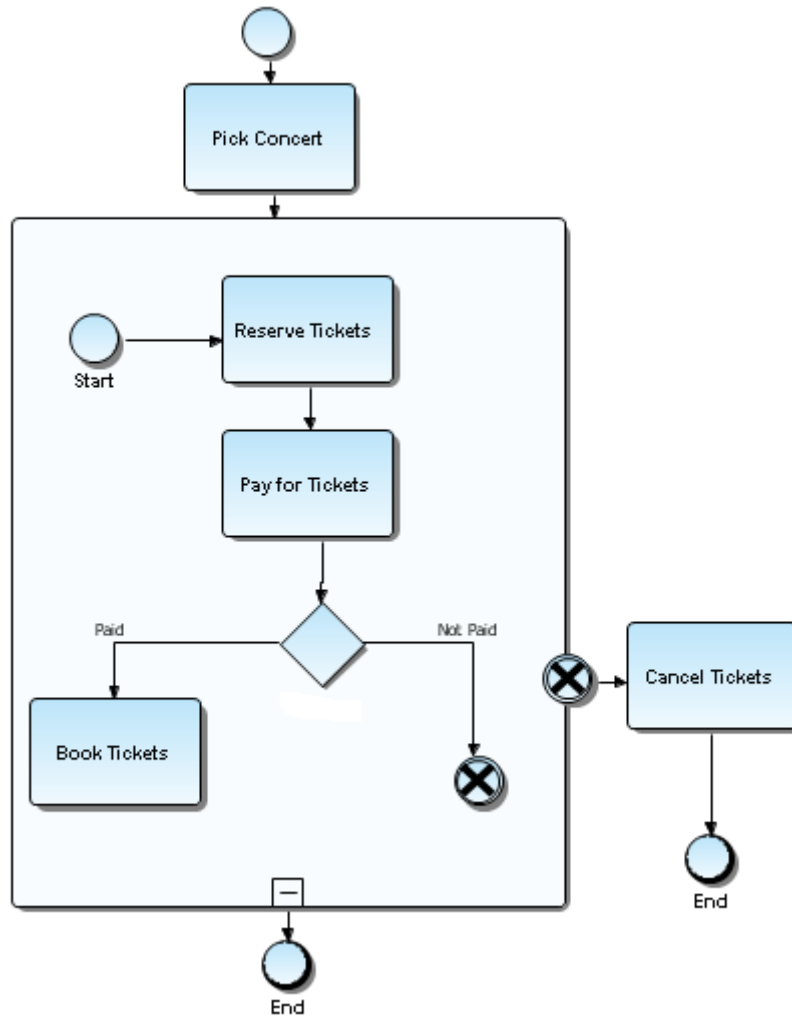 Pick Concert
Reserve Tickets
Start
Pay for Tickets
Paid
Not Paid
Cancel Tickets
Book Tickets
End
End